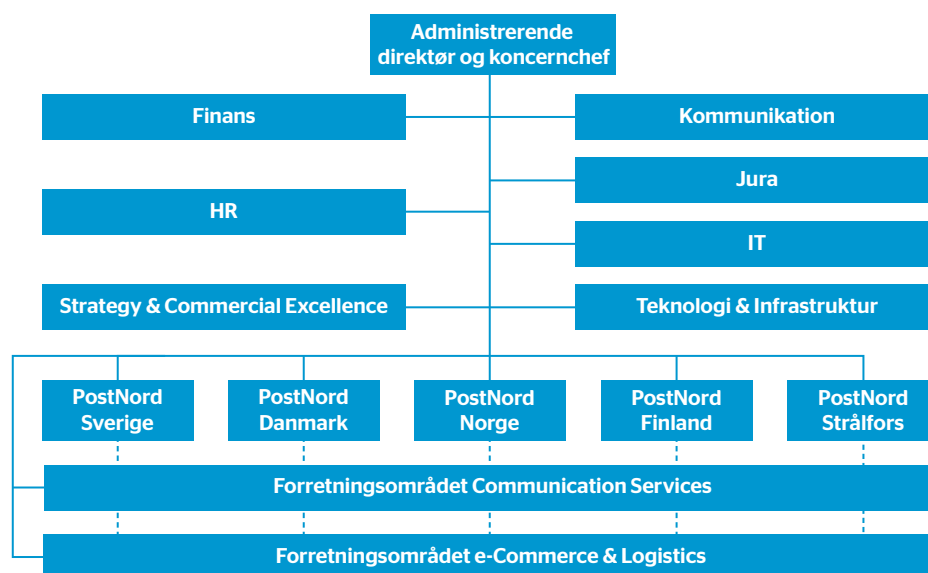 Administrerende
direktør og koncernchef
Finans
Kommunikation
Jura
HR
IT
Strategy & Commercial Excellence
Teknologi & Infrastruktur
PostNord
Sverige
PostNord
Danmark
PostNord
Norge
PostNord
Finland
PostNord
Strålfors
Forretningsområdet Communication Services
Forretningsområdet e-Commerce & Logistics